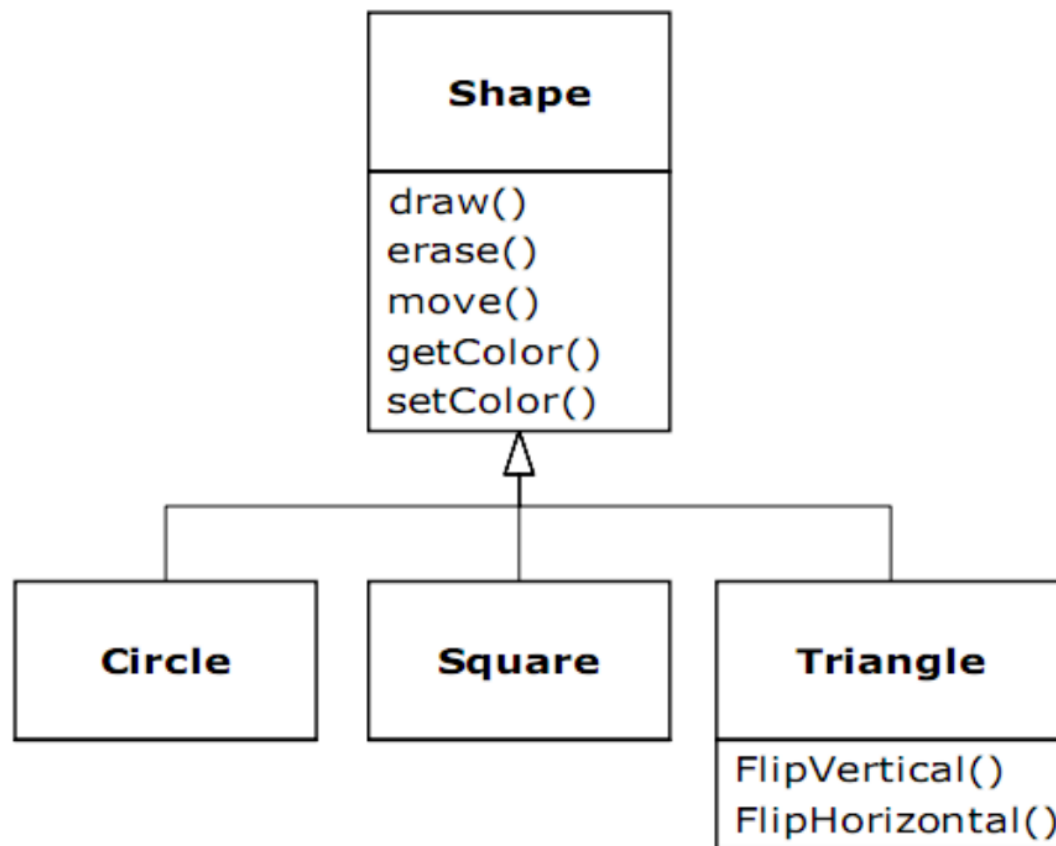 Shape
draw()
erase()
move()
getColor()
setColor()
Circle
Square
Triangle
FlipVertical()
FlipHorizontal()